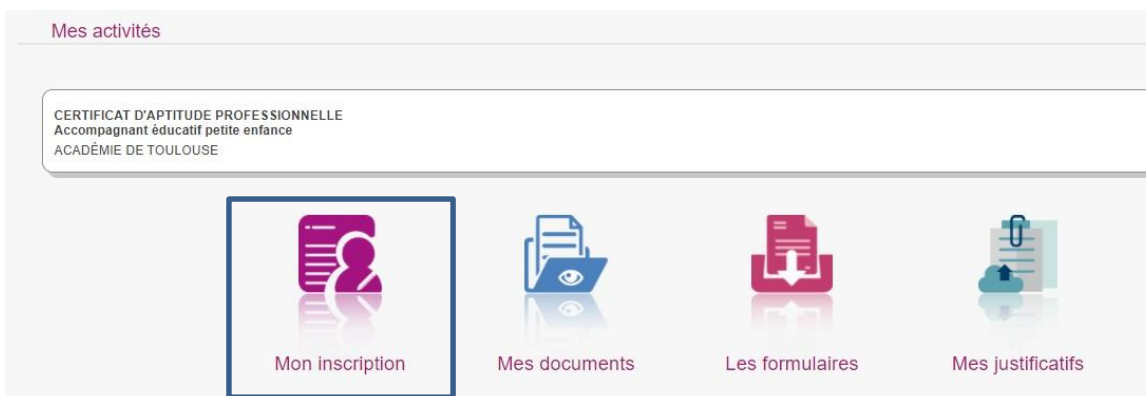 Mes activités
CERTIFICAT D'APTITUDE PROFESSIONNELLE
Accompagnant éducatif petite enfance
ACADÉMIE DE TOULOUSE
Mon inscription
Mes documents
Les formulaires
Mes justificatifs